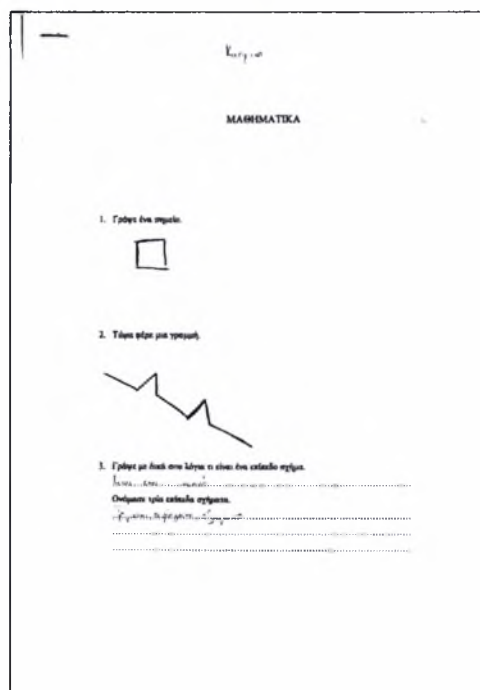 ΜΑΘΗΜΑΤΙΚΑ
1. Γράψε ένα σημείο.
2. Τώρα φέρε μια γραμμή.
3. Γράψε με δικά σου λόγια τι είναι ένα επίπεδο σχήμα.
Ονόμασε τρία επίπεδα σχήματα.